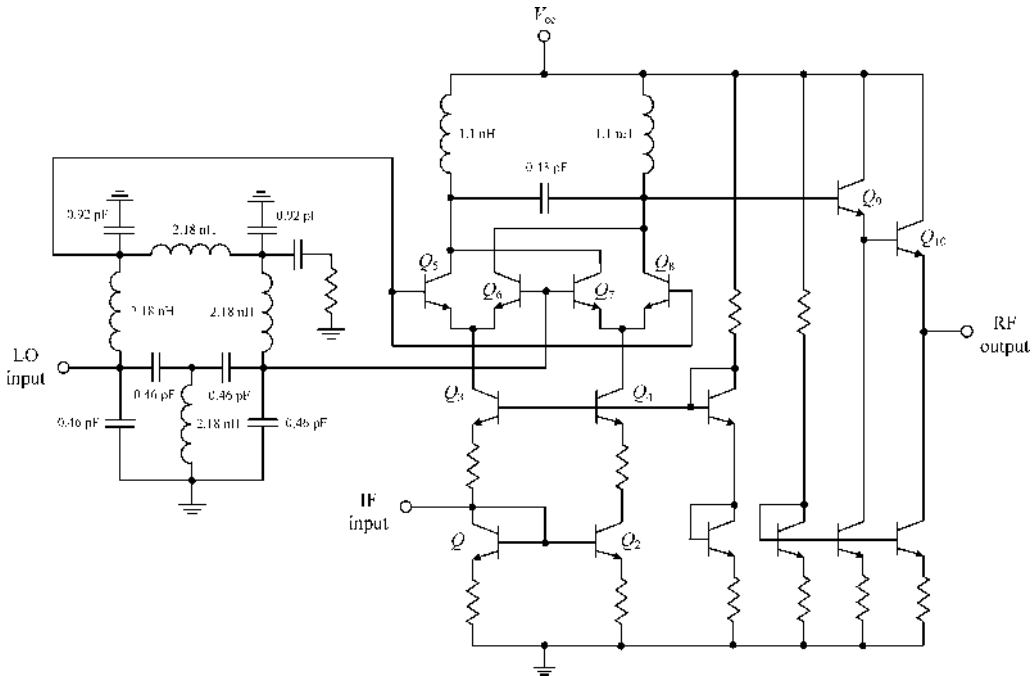 V∞
1.1 nH
1.1 nH
0.43 pF
0.92 pF
0.92 pF
2.18 nH
Q9
Q10
Q5
Q6
Q7
Q8
2.18 nH
2.18 nH
RF
output
LO
input
0.46 pF
0.46 pF
Q3
Q4
0.46 pF
2.18 nH
0.46 pF
IF
input
Q
Q2